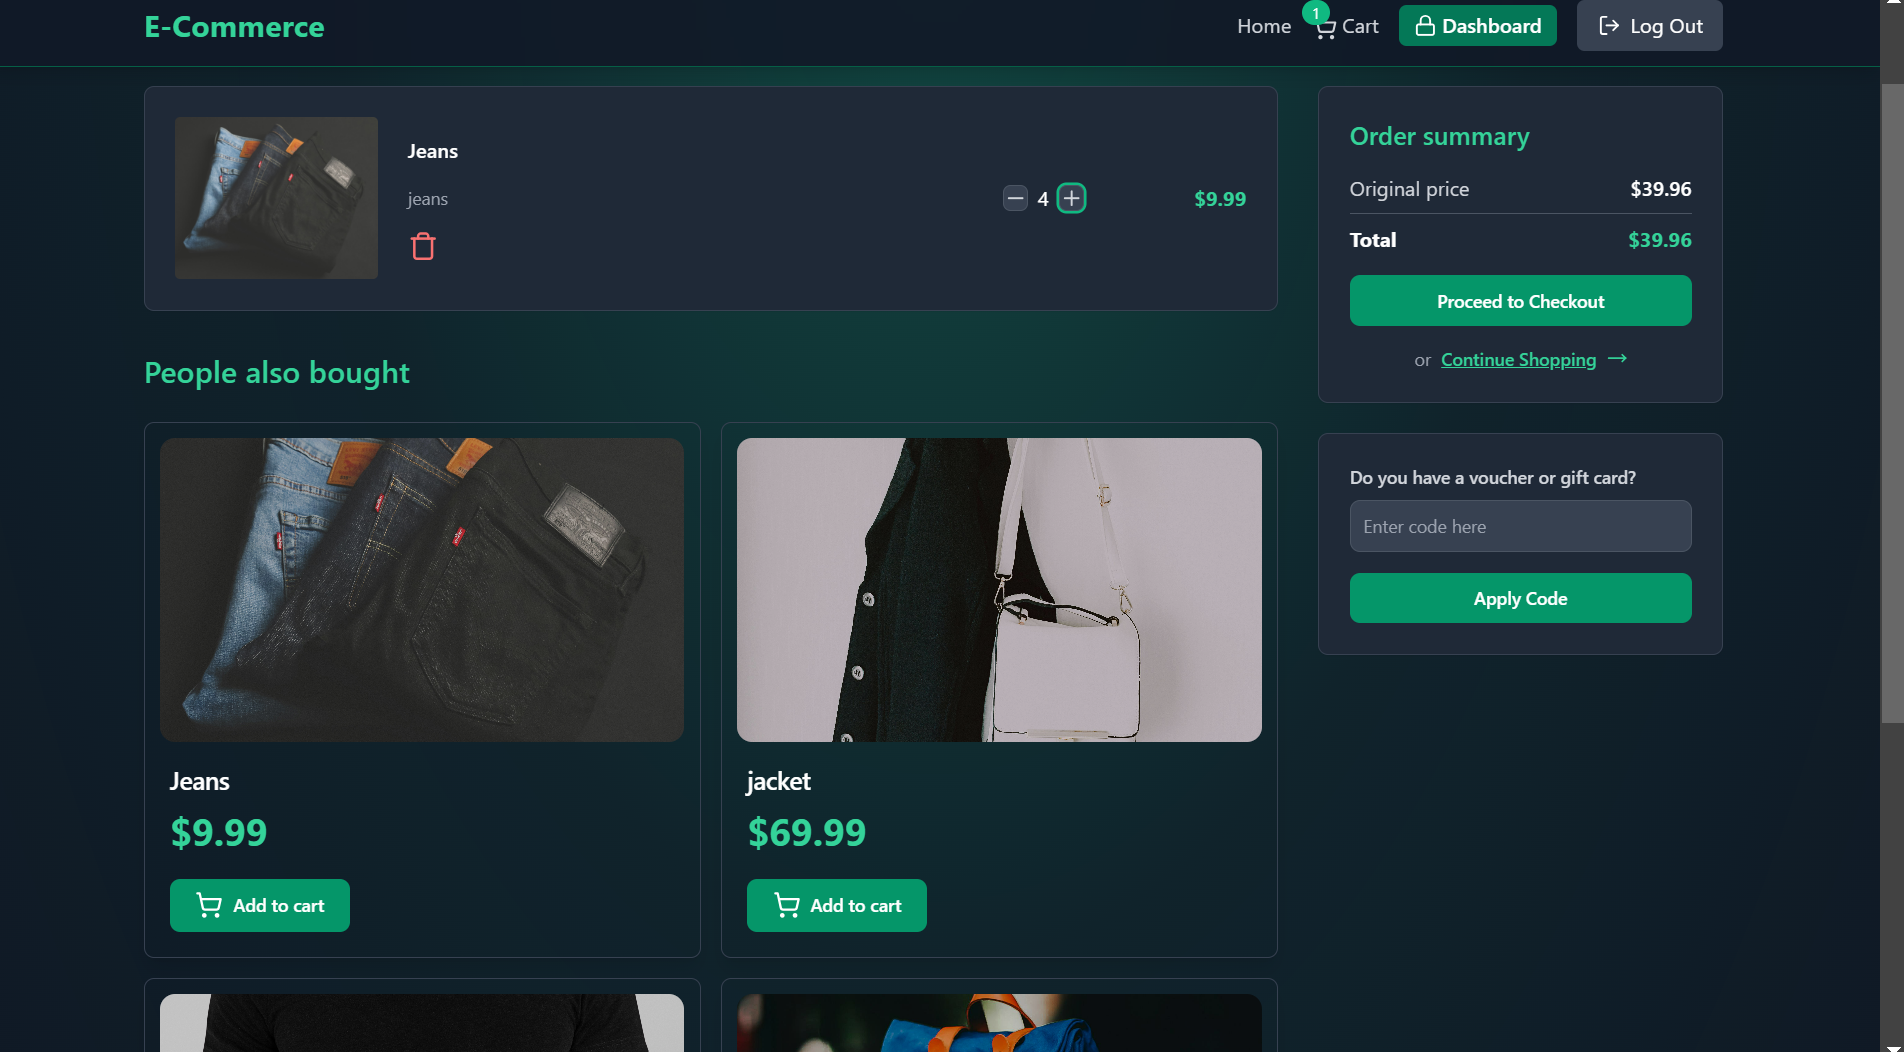 E-Commerce
Home
1
Cart
Dashboard
Log Out
Jeans
jeans
4
$9.99
Order summary
Original price $39.96
Total $39.96
Proceed to Checkout
or Continue Shopping →
Do you have a voucher or gift card?
Enter code here
Apply Code
People also bought
Jeans
$9.99
Add to cart
jacket
$69.99
Add to cart